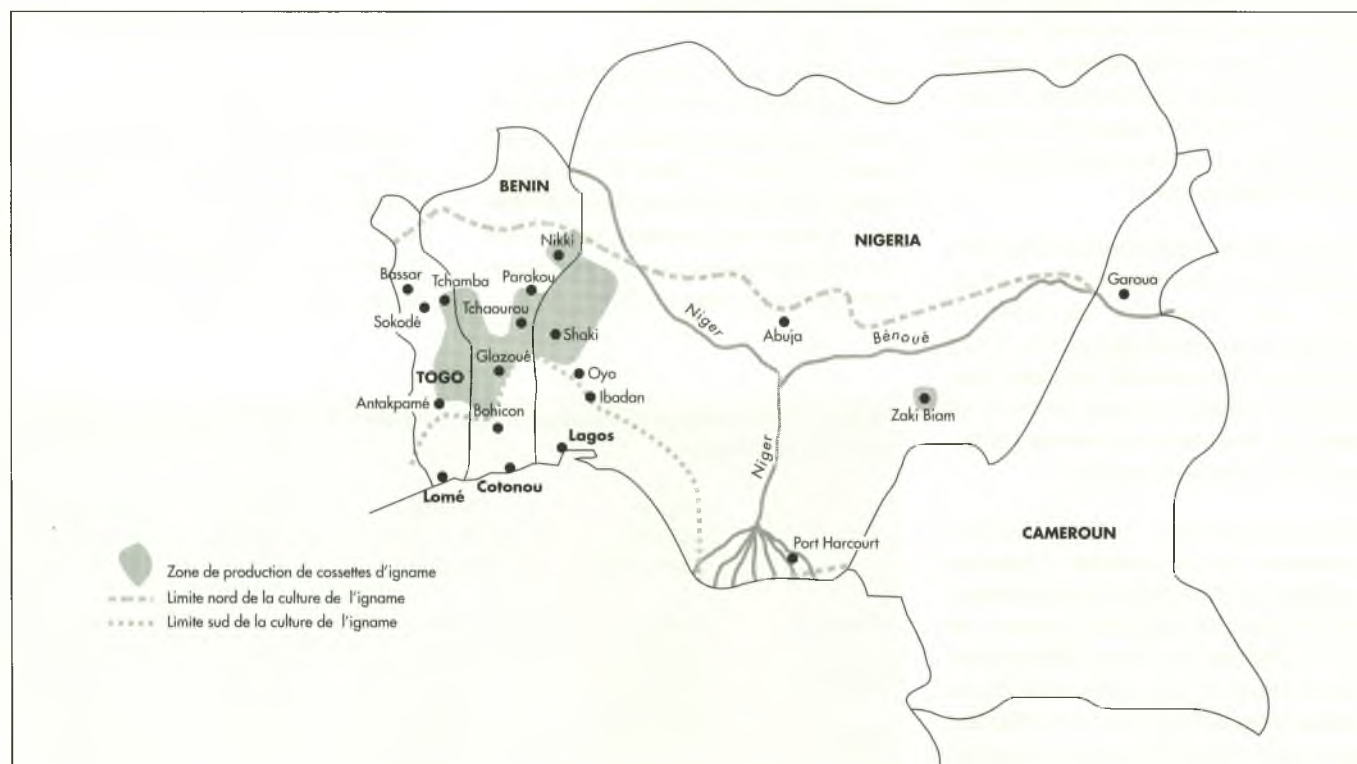 BENIN
NIGERIA
Nikki
Bassar
Tchamba
Parakou
Garoua
Sokodé
Tchaourou
Niger
Abuja
Bénoué
Shaki
Glazoué
TOGO
Oya
Ibadan
Antakpamé
Bohicon
Zaki Biam
Lagos
Niger
Lomé
Cotonou
Port Harcourt
CAMEROUN
Zone de production de cossettes d'igname
Limite nord de la culture de l'igname
Limite sud de la culture de l'igname